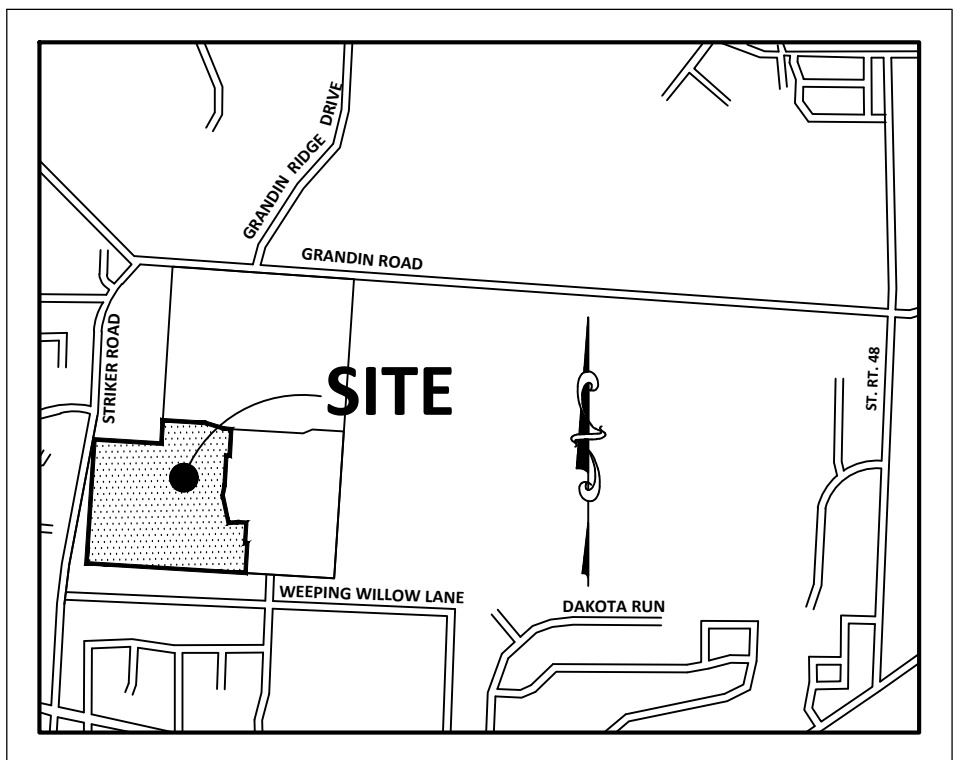 GRANDIN RIDGE DRIVE
GRANDIN ROAD
STRIKER ROAD
SITE
ST. RT. 48
WEEPING WILLOW LANE
DAKOTA RUN